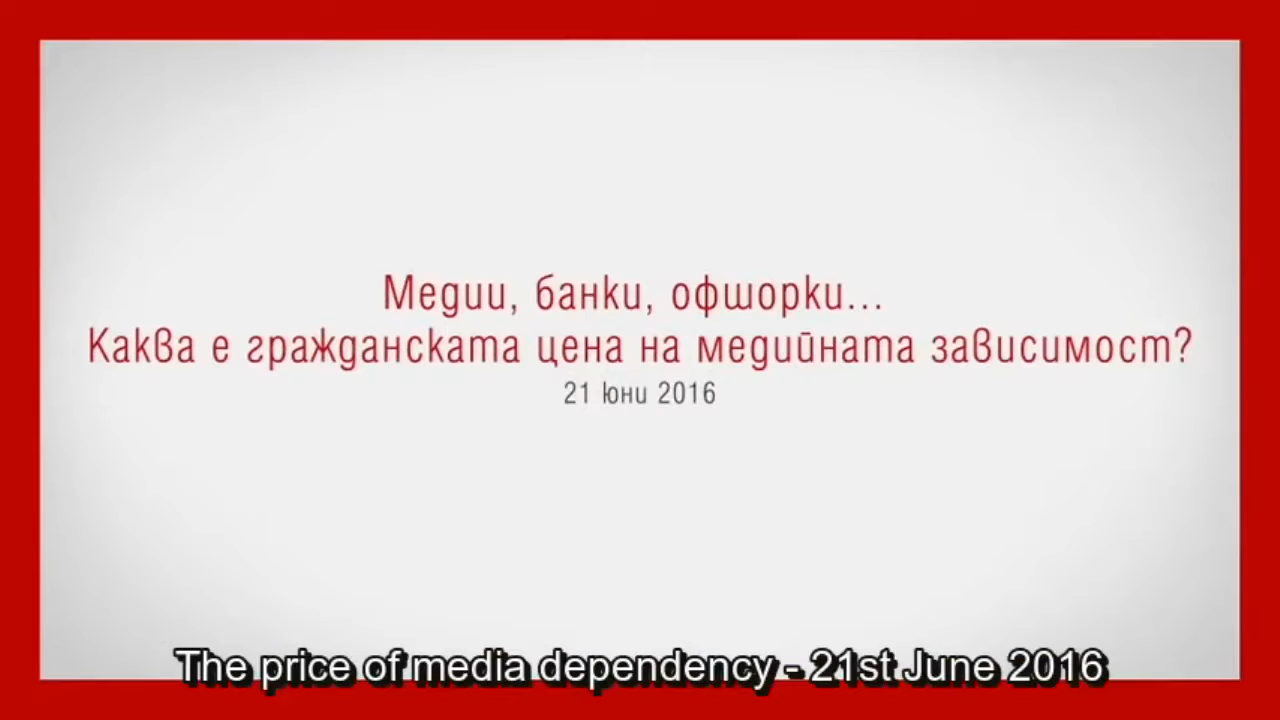 Медии, банки, офшорки...
Каква е гражданската цена на медийната зависимост?
21 юни 2016
The price of media dependency - 21st June 2016